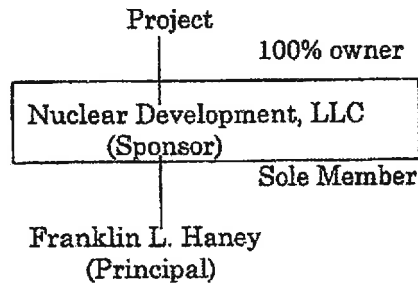 Project
100% owner
Nuclear Development, LLC
(Sponsor)
Sole Member
Franklin L. Haney
(Principal)